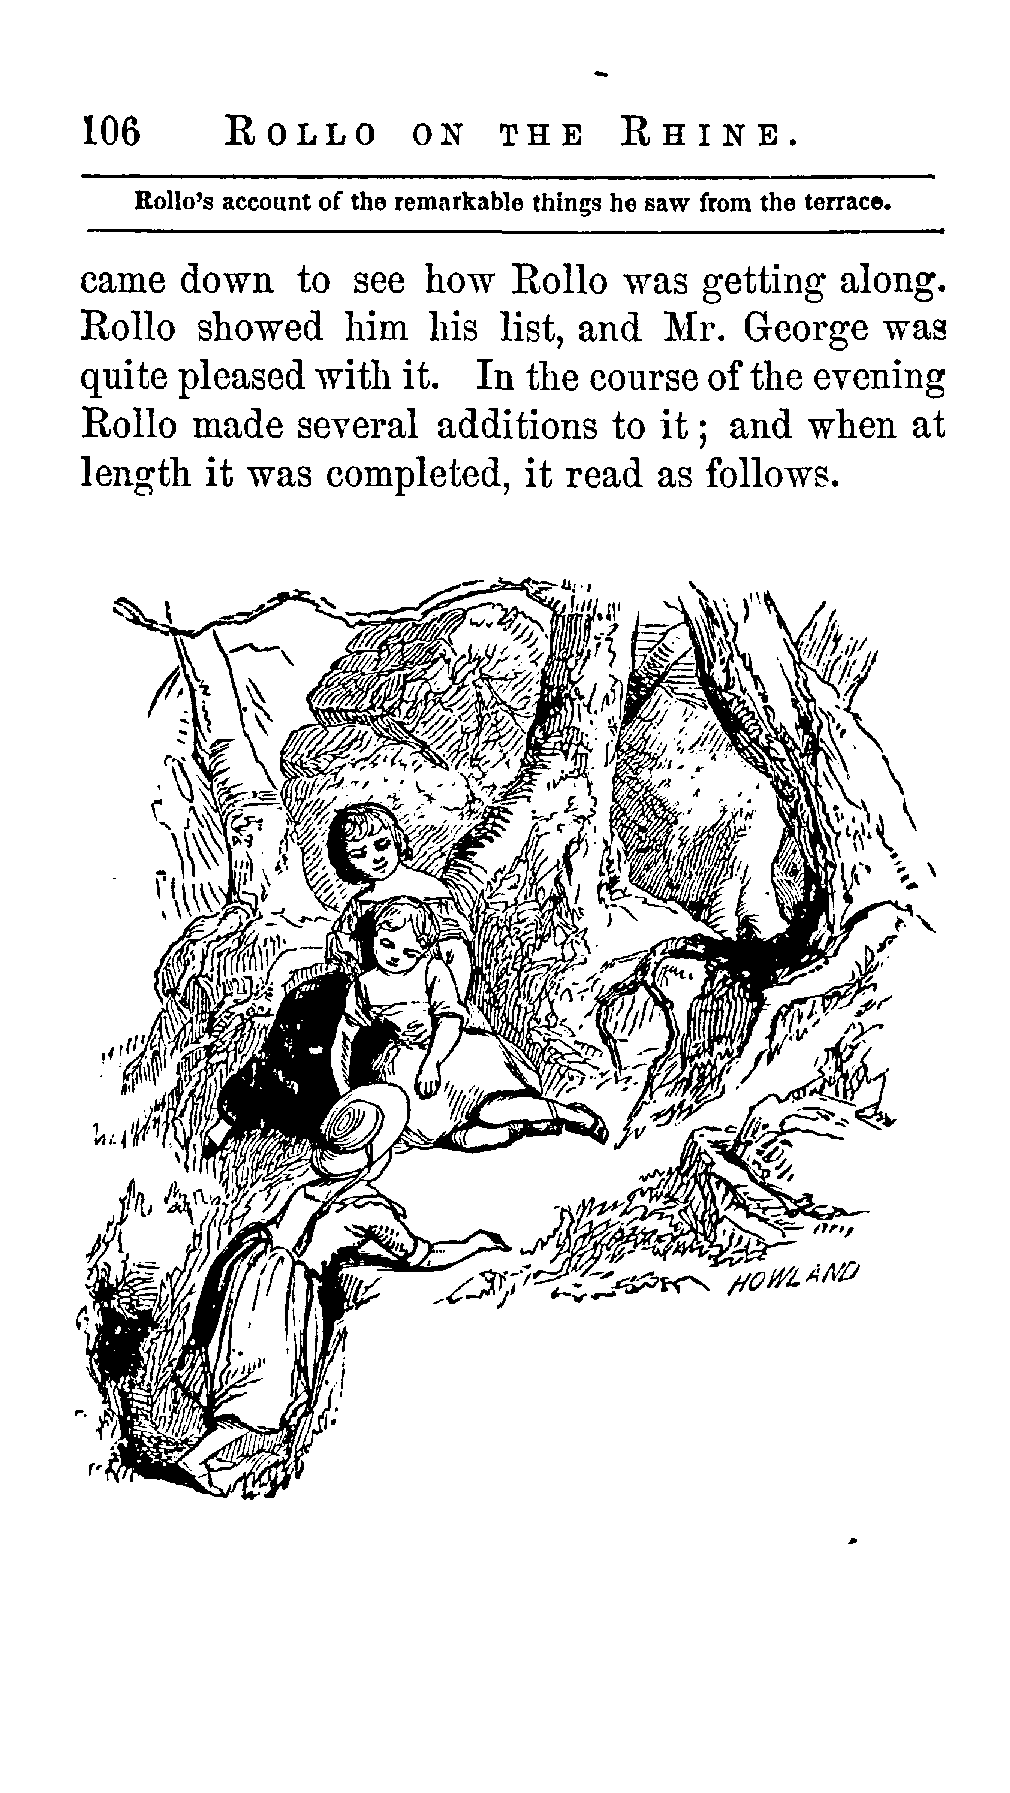 106 ROLLO ON THE RHINE.
Rollo's account of the remarkable things he saw from the terrace.
came down to see how Rollo was getting along.
Rollo showed him his list, and Mr. George was
quite pleased with it. In the course of the evening
Rollo made several additions to it; and when at
length it was completed, it read as follows.
HOWLAND